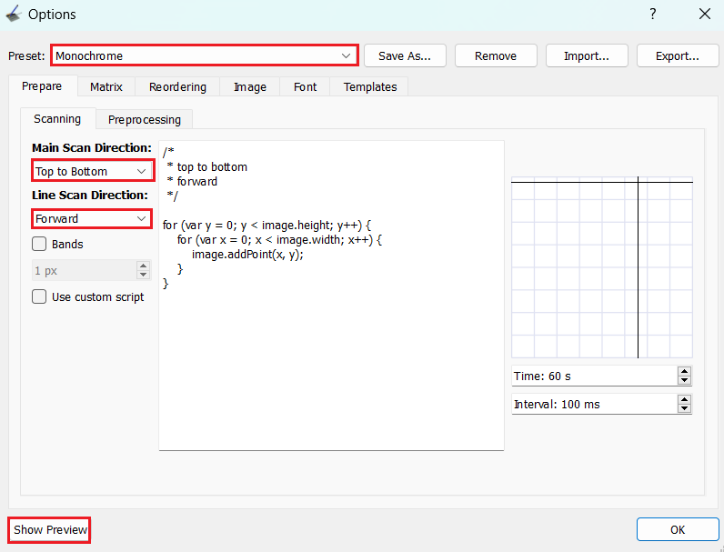 Options
?
Preset: Monochrome Save As... Remove Import... Export...
Prepare Matrix Reordering Image Font Templates
Scanning Preprocessing
Main Scan Direction:
Top to Bottom
Line Scan Direction:
Forward
Bands
1 px
Use custom script
/*
* top to bottom
* forward
*/
for (var y = 0; y < image.height; y++) {
for (var x = 0; x < image.width; x++) {
image.addPoint(x, y);
}
}
Time: 60 s
Interval: 100 ms
Show Preview OK